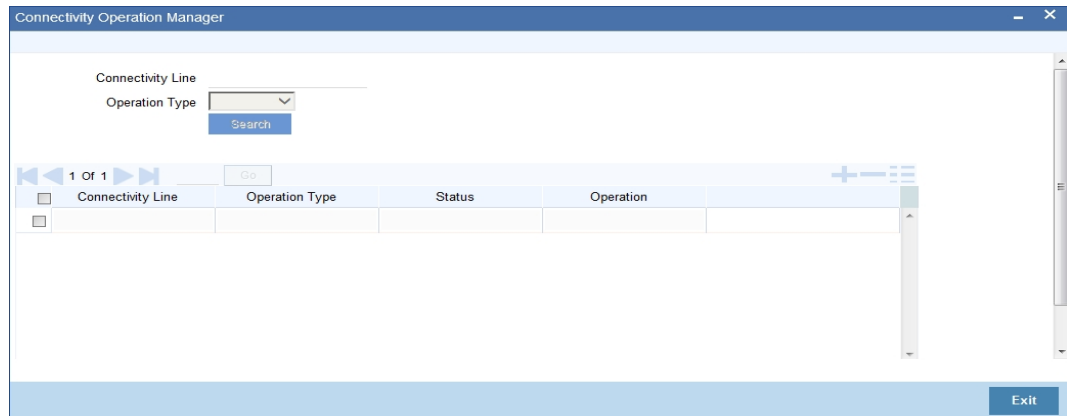 Connectivity Operation Manager
Connectivity Line
Operation Type
Search
1 Of 1 Go
Connectivity Line Operation Type Status Operation
Exit